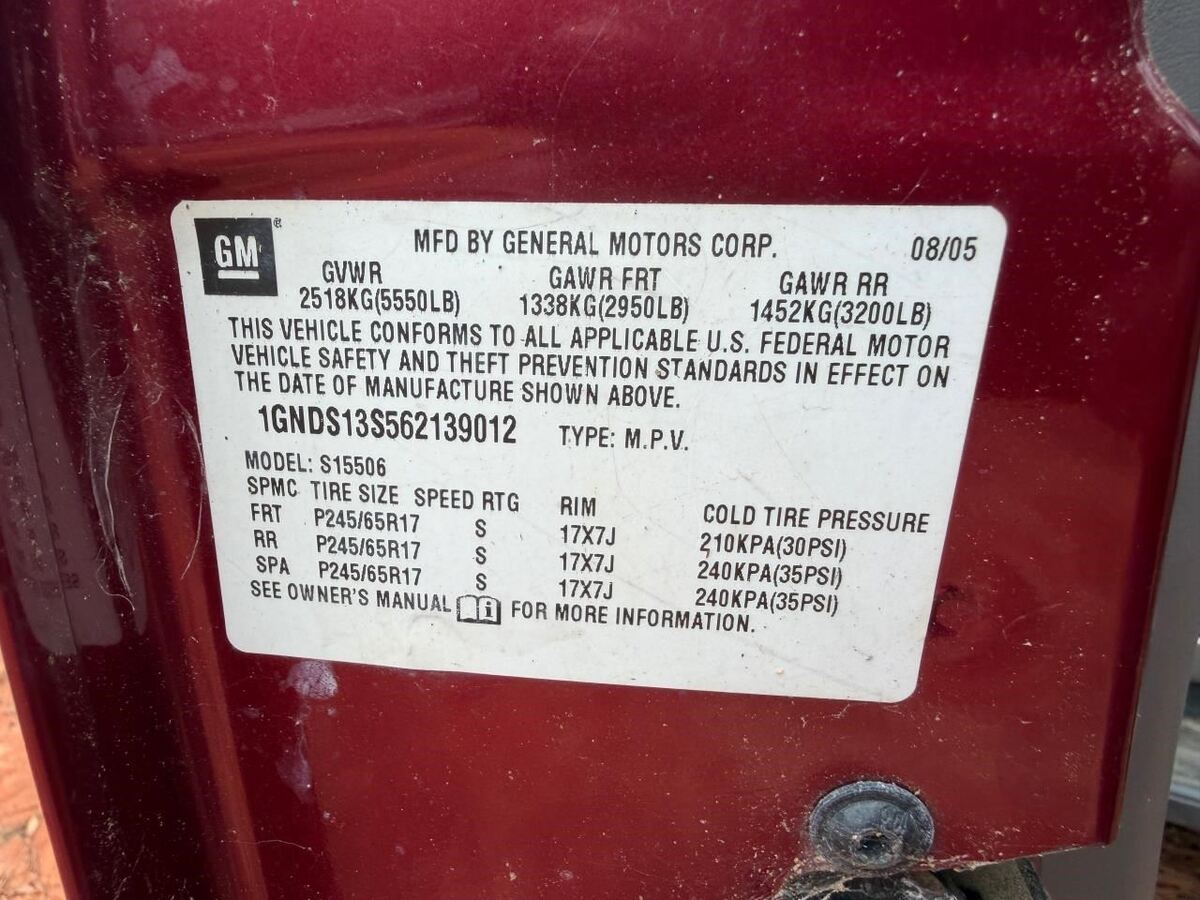 GM® MFD BY GENERAL MOTORS CORP. 08/05
GVWR GAWR FRT GAWR RR
2518KG(5550LB) 1338KG(2950LB) 1452KG(3200LB)
THIS VEHICLE CONFORMS TO ALL APPLICABLE U.S. FEDERAL MOTOR
VEHICLE SAFETY AND THEFT PREVENTION STANDARDS IN EFFECT ON
THE DATE OF MANUFACTURE SHOWN ABOVE.
1GNDS13S562139012 TYPE: M.P.V.
MODEL: S15506
SPMC TIRE SIZE SPEED RTG RIM COLD TIRE PRESSURE
FRT P245/65R17 S 17X7J 210KPA(30PSI)
RR P245/65R17 S 17X7J 240KPA(35PSI)
SPA P245/65R17 S 17X7J 240KPA(35PSI)
SEE OWNER'S MANUAL i FOR MORE INFORMATION.